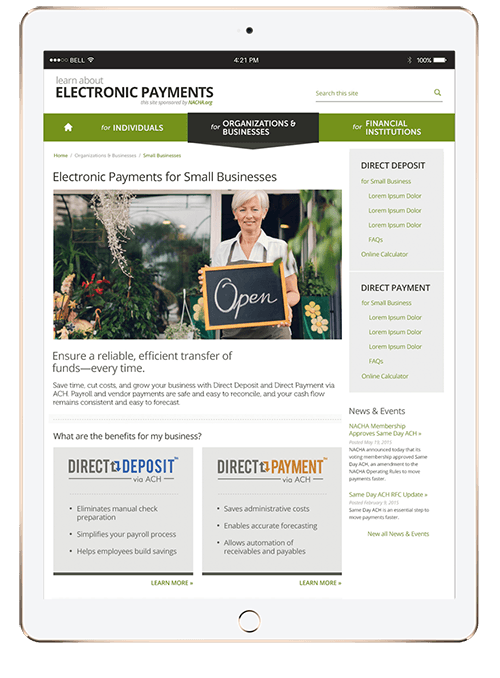 BELL 4:21 PM 100%
learn about
ELECTRONIC PAYMENTS
this site sponsored by NACHA.org
Search this site
for INDIVIDUALS
for ORGANIZATIONS &
BUSINESSES
for FINANCIAL
INSTITUTIONS
Home / Organizations & Businesses / Small Businesses
Electronic Payments for Small Businesses
Open
Ensure a reliable, efficient transfer of
funds—every time.
Save time, cut costs, and grow your business with Direct Deposit and Direct Payment via
ACH. Payroll and vendor payments are safe and easy to reconcile, and your cash flow
remains consistent and easy to forecast.
What are the benefits for my business?
DIRECT DEPOSIT™
via ACH
• Eliminates manual check
preparation
• Simplifies your payroll process
• Helps employees build savings
LEARN MORE »
DIRECT PAYMENT™
via ACH
• Saves administrative costs
• Enables accurate forecasting
• Allows automation of
receivables and payables
LEARN MORE »
DIRECT DEPOSIT
for Small Business
Lorem Ipsum Dolor
Lorem Ipsum Dolor
Lorem Ipsum Dolor
FAQs
Online Calculator
DIRECT PAYMENT
for Small Business
Lorem Ipsum Dolor
Lorem Ipsum Dolor
Lorem Ipsum Dolor
FAQs
Online Calculator
News & Events
NACHA Membership
Approves Same Day ACH »
Posted May 19, 2015
NACHA announced today that its
voting membership approved Same
Day ACH, an amendment to the
NACHA Operating Rules to move
payments faster.
Same Day ACH RFC Update »
Posted February 9, 2015
Same Day ACH is an essential step to
move payments faster.
View all News & Events